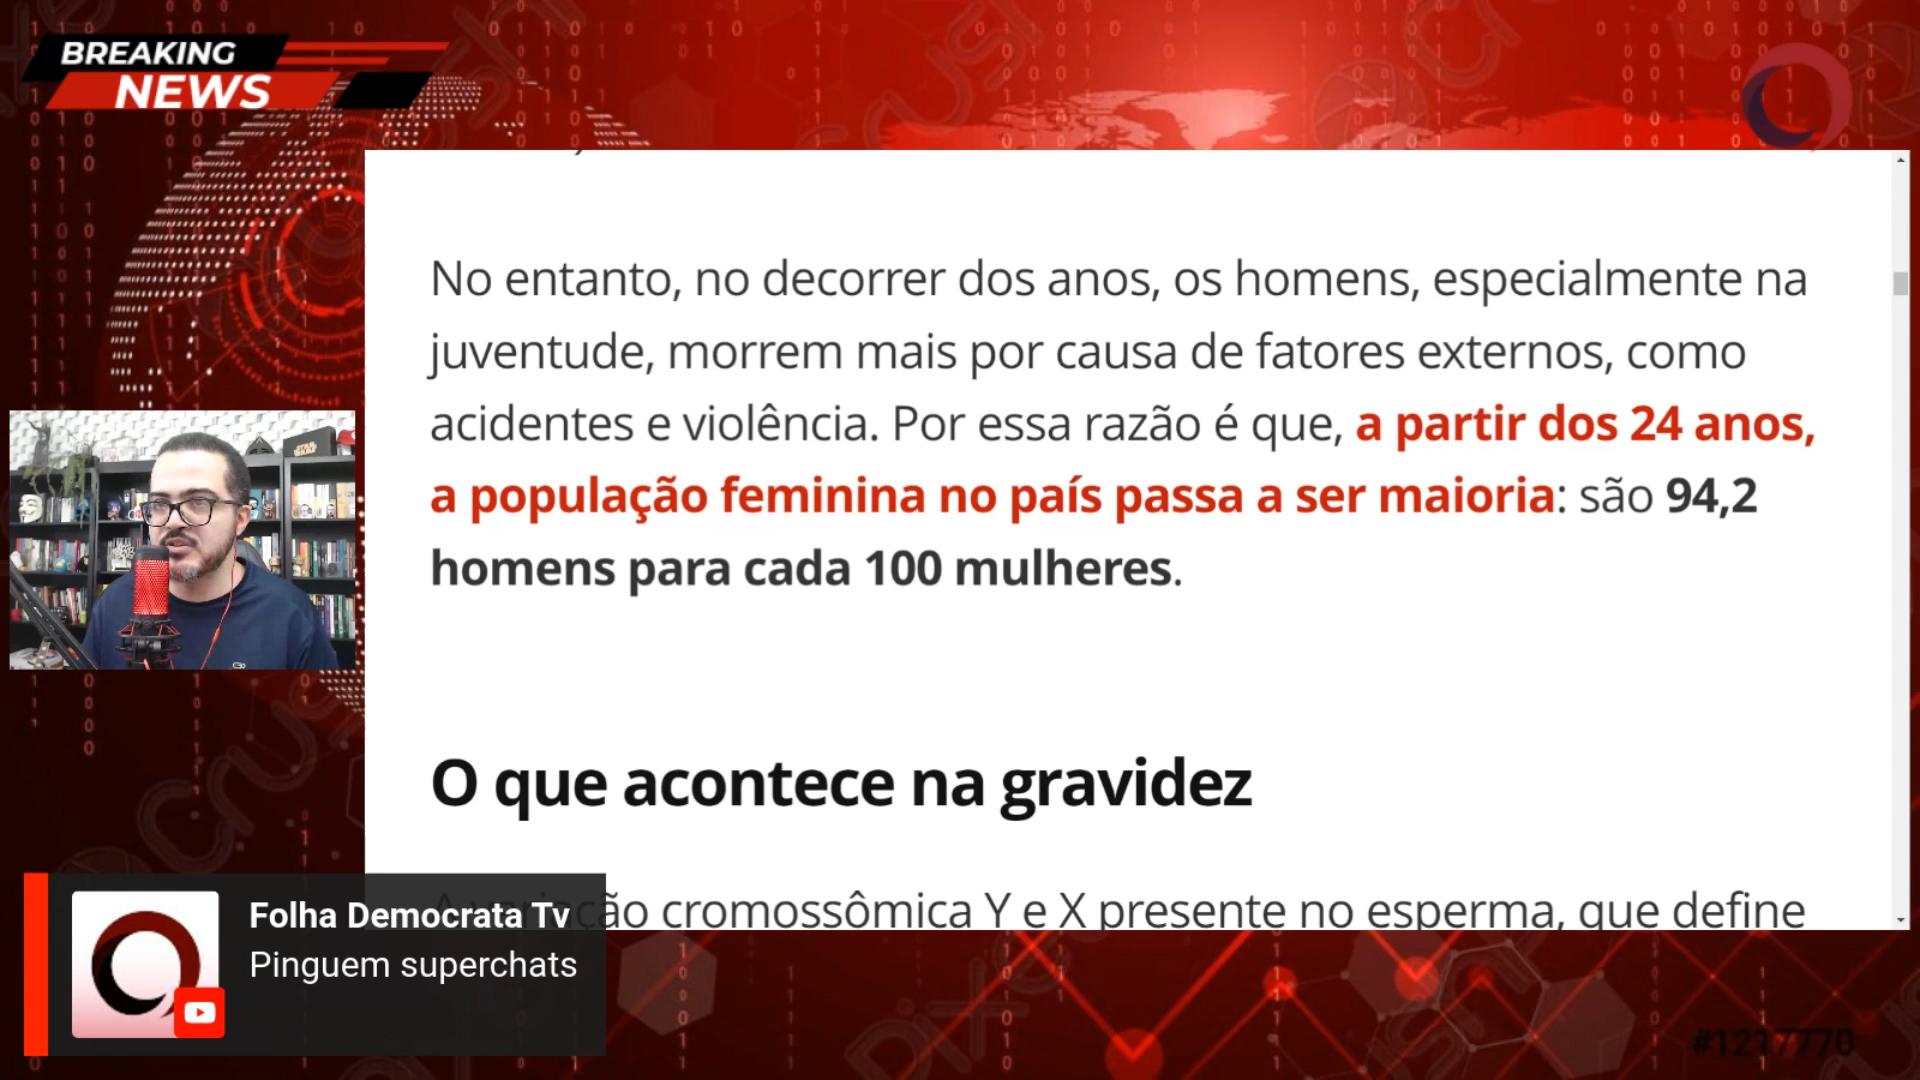 BREAKING
NEWS
No entanto, no decorrer dos anos, os homens, especialmente na
juventude, morrem mais por causa de fatores externos, como
acidentes e violência. Por essa razão é que, a partir dos 24 anos,
a população feminina no país passa a ser maioria: são 94,2
homens para cada 100 mulheres.
O que acontece na gravidez
cromossômica Y e X presente no esperma, que define
Folha Democrata Tv
Pinguem superchats
#1217770